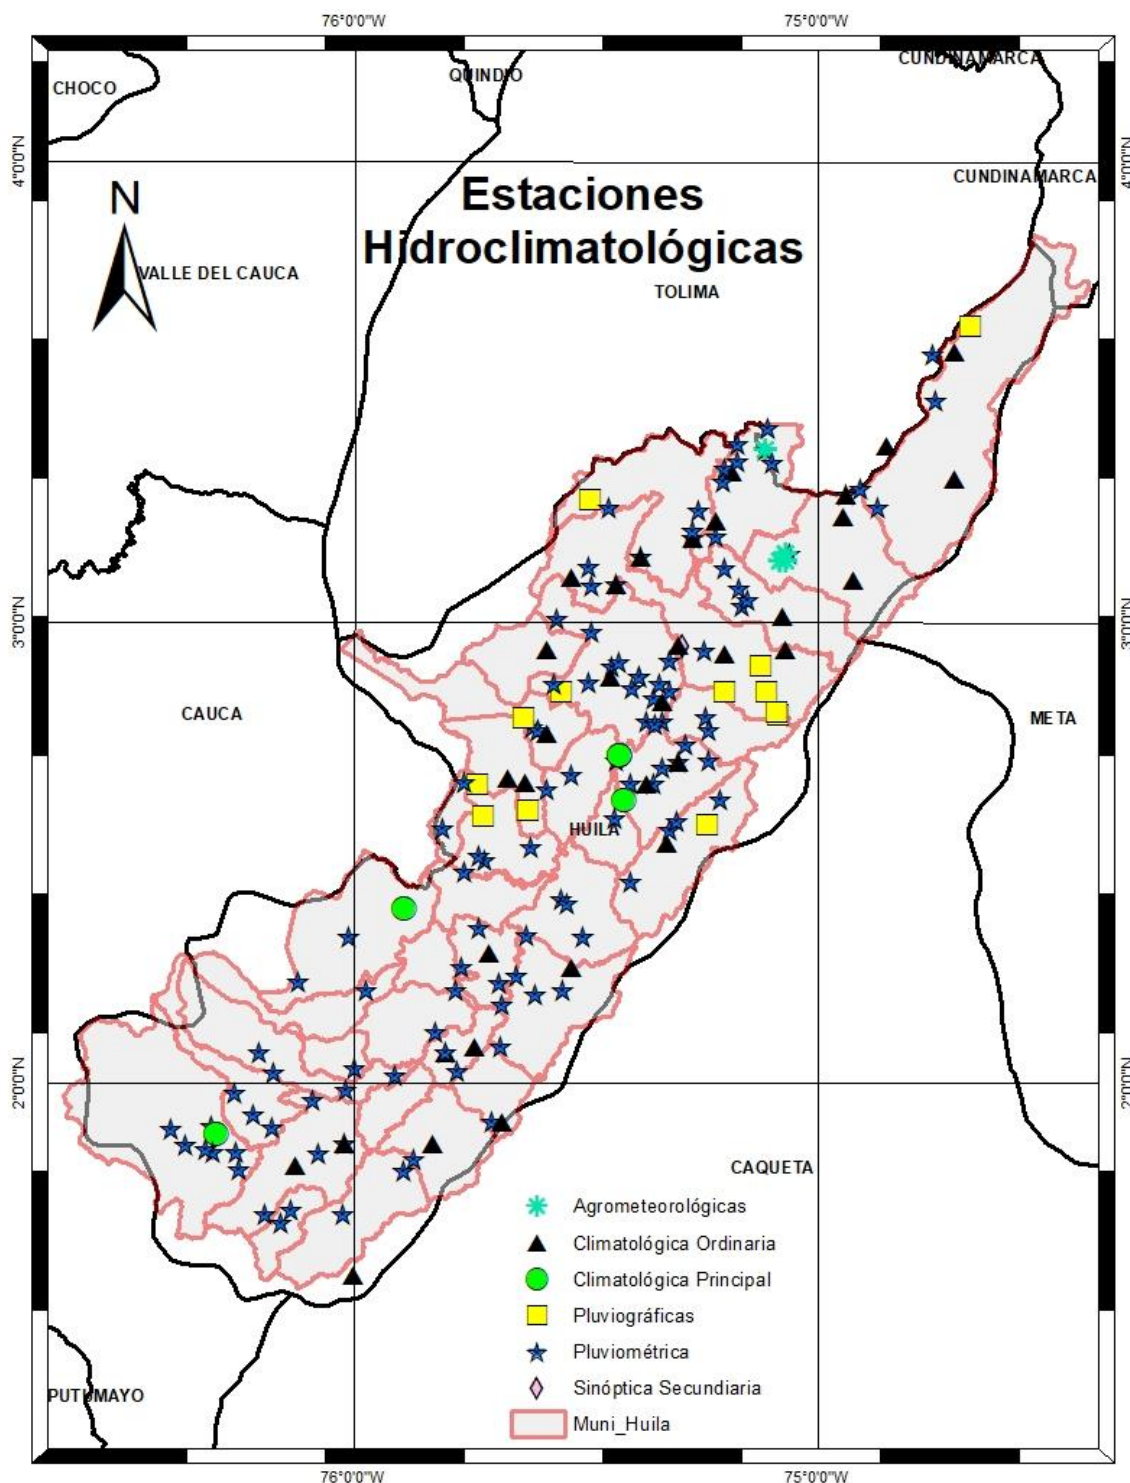 76°0'0"W
75°0'0"W
CUNDINAMARCA
QUINDIO
CHOCO
4°0'0"N
4°0'0"N
CUNDINAMARCA
Estaciones
Hidroclimatológicas
N
VALLE DEL CAUCA
TOLIMA
3°0'0"N
3°0'0"N
CAUCA
META
HUILA
2°0'0"N
2°0'0"N
CAQUETA
Agrometeorológicas
Climatológica Ordinaria
Climatológica Principal
Pluviográficas
Pluviométrica
Sinóptica Secundiaria
Muni_Huila
PUTUMAYO
76°0'0"W
75°0'0"W